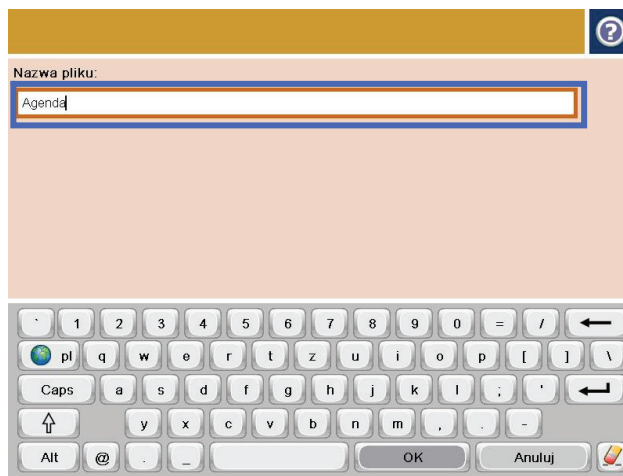 ?
Nazwa pliku:
Agenda
` 1 2 3 4 5 6 7 8 9 0 = /
pl q w e r t z u i o p [ ] \
Caps a s d f g h j k l ; '
y x c v b n m , . -
Alt @ . _ OK Anuluj